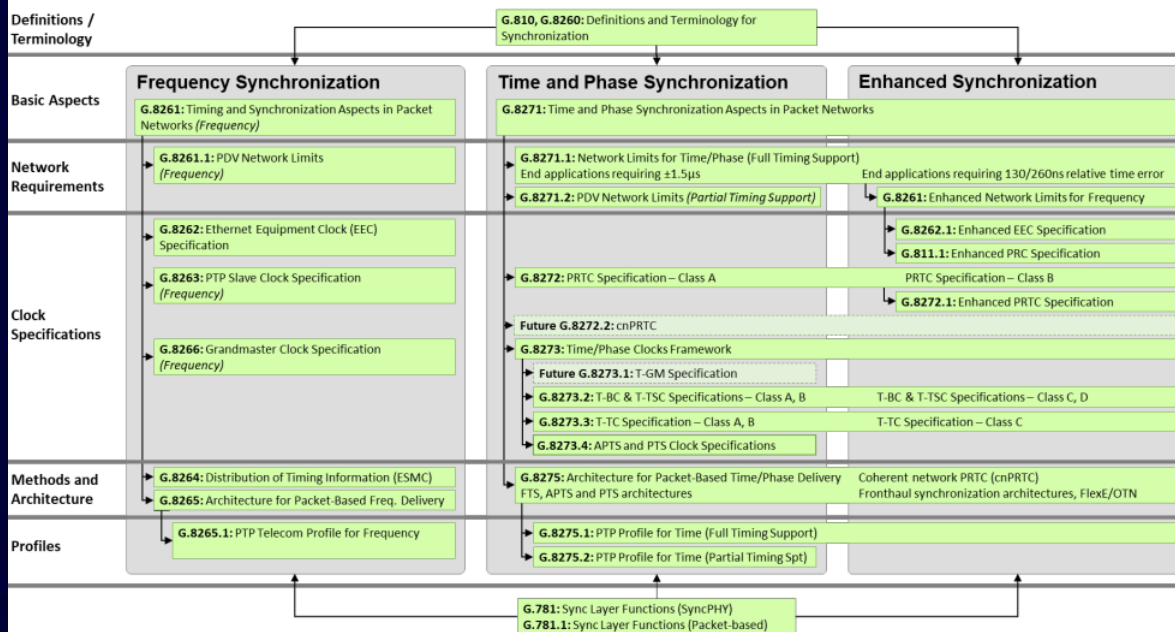 Definitions /
Terminology
G.810, G.8260: Definitions and Terminology for
Synchronization
Frequency Synchronization
Time and Phase Synchronization
Enhanced Synchronization
Basic Aspects
G.8261: Timing and Synchronization Aspects in Packet
Networks (Frequency)
G.8271: Time and Phase Synchronization Aspects in Packet Networks
Network
Requirements
G.8261.1: PDV Network Limits
(Frequency)
G.8271.1: Network Limits for Time/Phase (Full Timing Support)
End applications requiring ±1.5µs
End applications requiring 130/260ns relative time error
G.8271.2: PDV Network Limits (Partial Timing Support)
G.8261: Enhanced Network Limits for Frequency
Clock
Specifications
G.8262: Ethernet Equipment Clock (EEC)
Specification
G.8262.1: Enhanced EEC Specification
G.811.1: Enhanced PRC Specification
G.8263: PTP Slave Clock Specification
(Frequency)
G.8272: PRTC Specification – Class A
PRTC Specification – Class B
G.8272.1: Enhanced PRTC Specification
Future G.8272.2: cnPRTC
G.8266: Grandmaster Clock Specification
(Frequency)
G.8273: Time/Phase Clocks Framework
Future G.8273.1: T-GM Specification
G.8273.2: T-BC & T-TSC Specifications – Class A, B
T-BC & T-TSC Specifications – Class C, D
G.8273.3: T-TC Specification – Class A, B
T-TC Specification – Class C
G.8273.4: APTS and PTS Clock Specifications
Methods and
Architecture
G.8264: Distribution of Timing Information (ESMC)
G.8265: Architecture for Packet-Based Freq. Delivery
G.8275: Architecture for Packet-Based Time/Phase Delivery
FTS, APTS and PTS architectures
Coherent network PRTC (cnPRTC)
Fronthaul synchronization architectures, FlexE/OTN
Profiles
G.8265.1: PTP Telecom Profile for Frequency
G.8275.1: PTP Profile for Time (Full Timing Support)
G.8275.2: PTP Profile for Time (Partial Timing Spt)
G.781: Sync Layer Functions (SyncPHY)
G.781.1: Sync Layer Functions (Packet-based)